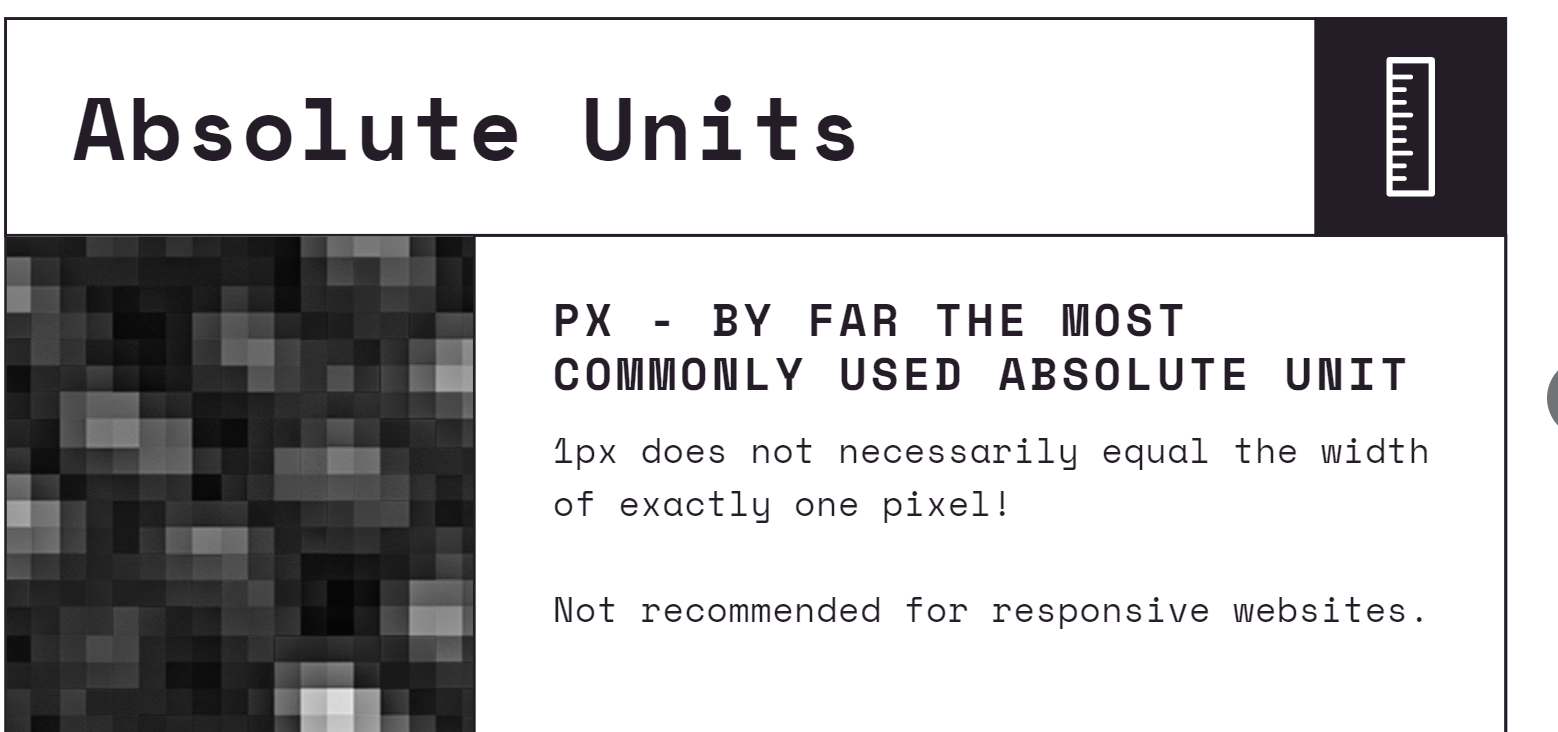 Absolute Units
PX - BY FAR THE MOST
COMMONLY USED ABSOLUTE UNIT
1px does not necessarily equal the width
of exactly one pixel!
Not recommended for responsive websites.